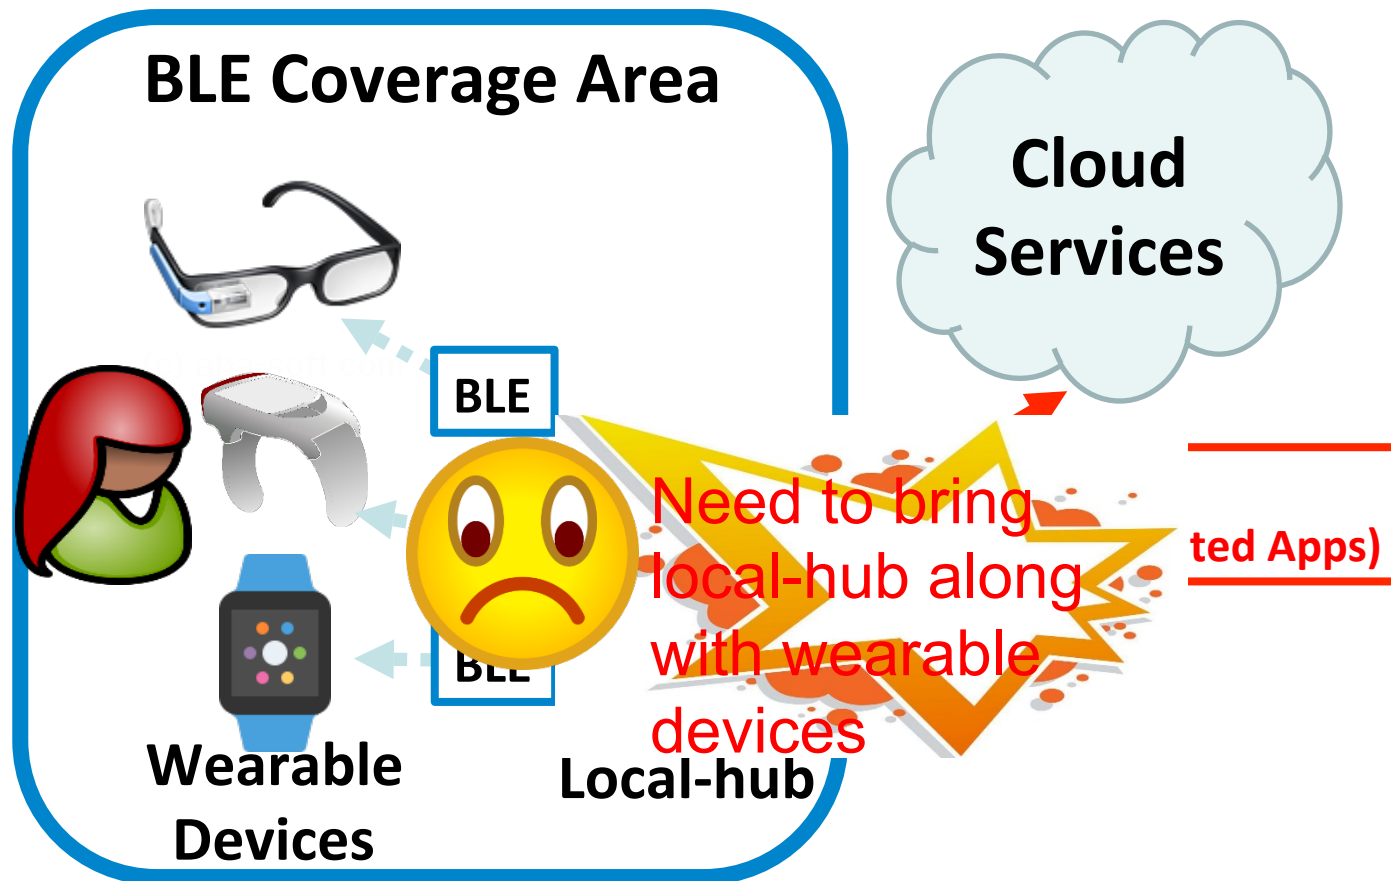 BLE Coverage Area
Cloud
Services
BLE
Need to bring
local-hub along
with wearable
devices
ted Apps)
BLE
Wearable
Devices
Local-hub